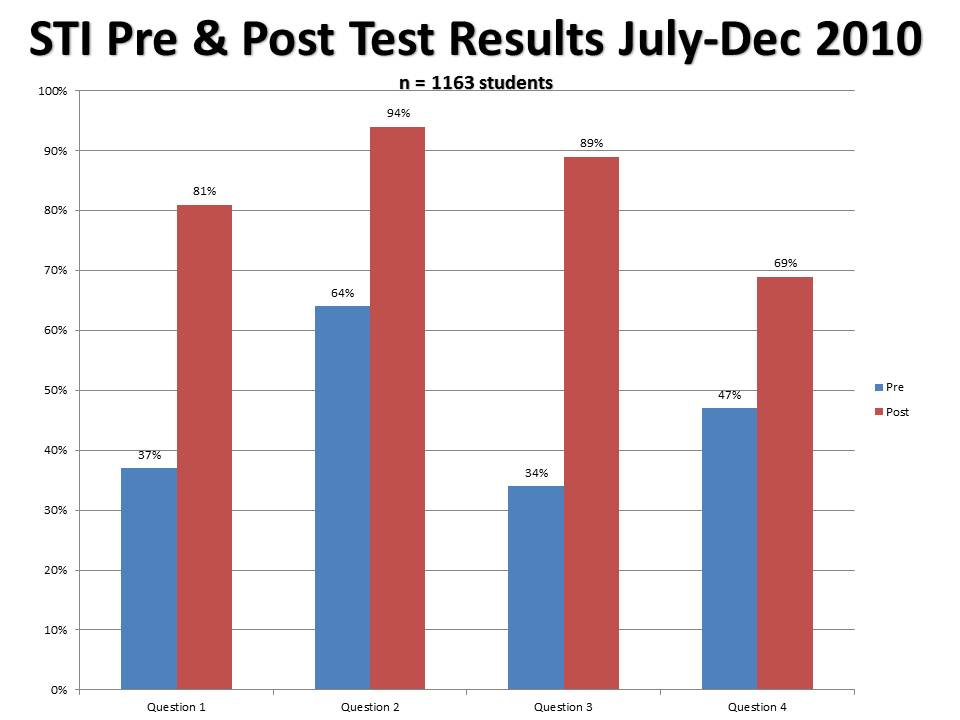 STI Pre & Post Test Results July-Dec 2010
n = 1163 students
100%
90%
80%
70%
60%
50%
40%
30%
20%
10%
0%
37%
81%
64%
94%
34%
89%
47%
69%
Question 1
Question 2
Question 3
Question 4
Pre
Post